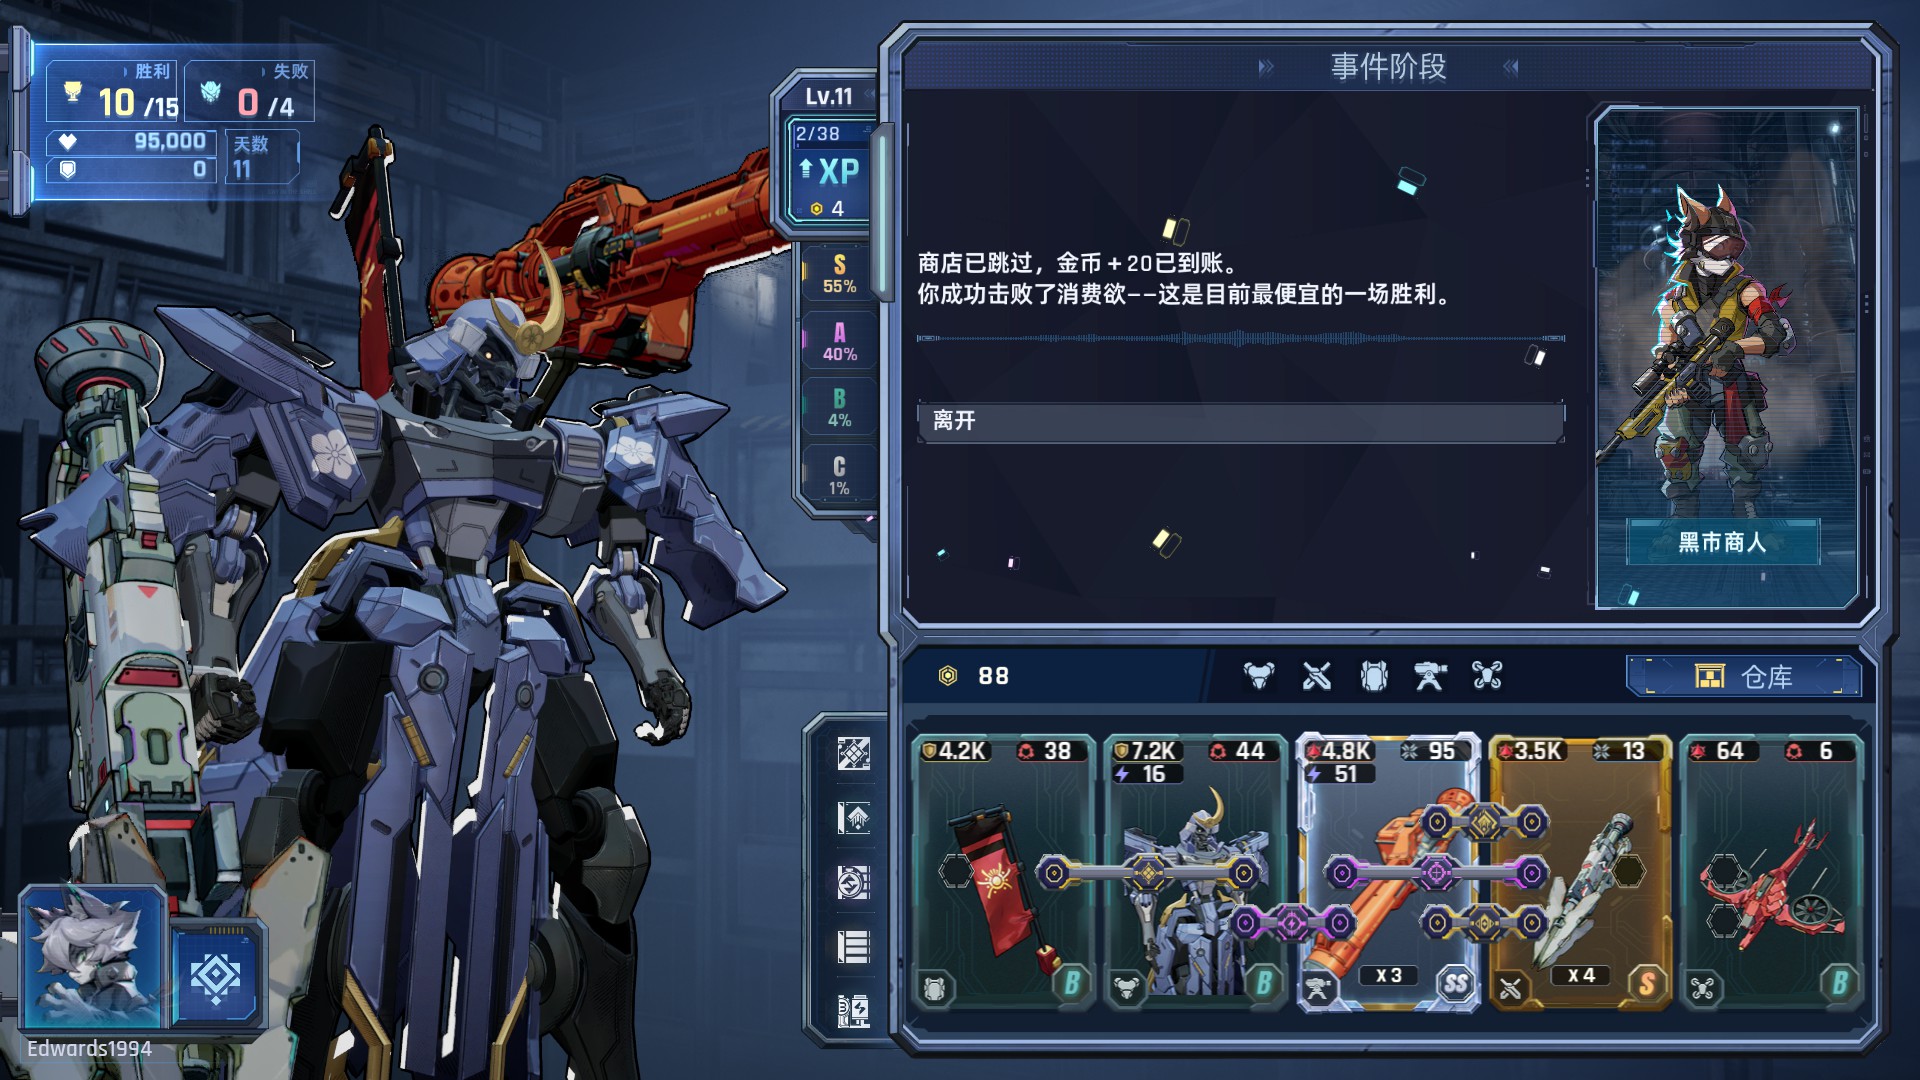 胜利
10 /15
失败
0 /4
95,000
0
天数
11
Lv.11
2/38
XP
4
S
55%
A
40%
B
4%
C
1%
事件阶段
商店已跳过，金币+20已到账。
你成功击败了消费欲——这是目前最便宜的一场胜利。
离开
黑市商人
88
仓库
4.2K 38
B
7.2K 44
16
B
4.8K 95
51
x3
SS
3.5K 13
x4
S
64 6
B
Edwards1994